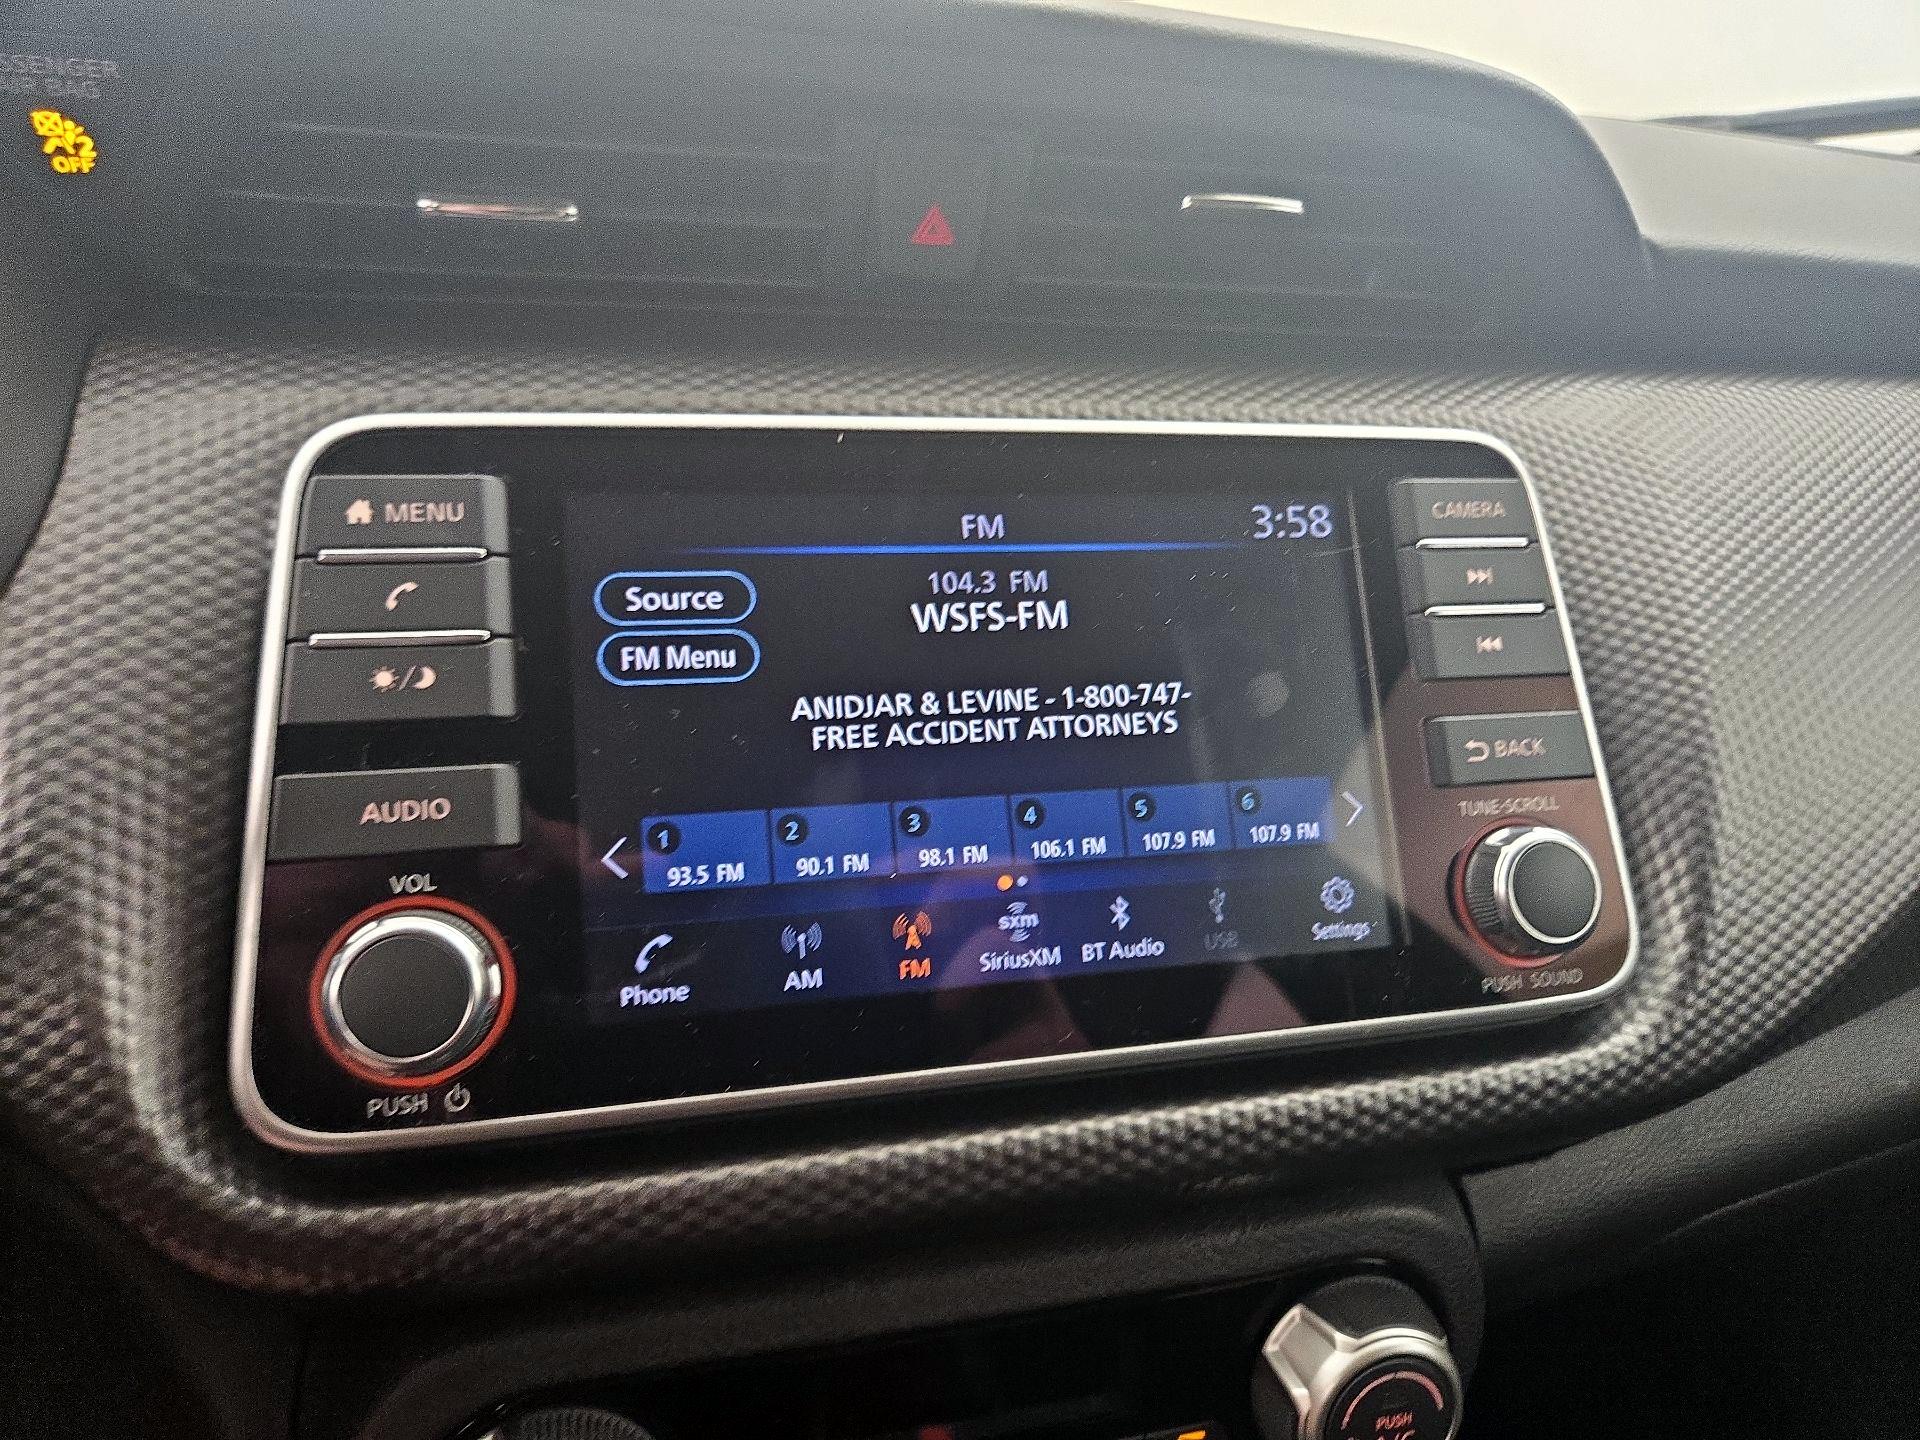 OFF
MENU
FM
3:58
CAMERA
Source
104.3 FM
WSFS-FM
FM Menu
ANIDJAR & LEVINE - 1-800-747-
FREE ACCIDENT ATTORNEYS
BACK
AUDIO
TUNE·SCROLL
1
93.5 FM
2
90.1 FM
3
98.1 FM
4
106.1 FM
5
107.9 FM
6
107.9 FM
VOL
Phone
AM
FM
sxm
SiriusXM
BT Audio
USB
Settings
PUSH SOUND
PUSH
PUSH